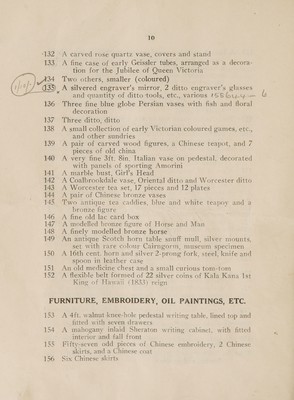 10
132 A carved rose quartz vase, covers and stand
133 A fine case of early Geissler tubes, arranged as a decora-
tion for the Jubilee of Queen Victoria
134 Two others, smaller (coloured)
135 A silvered engraver's mirror, 2 ditto engraver's glasses
and quantity of ditto tools, etc., various
136 Three fine blue globe Persian vases with fish and floral
decoration
137 Three ditto, ditto
138 A small collection of early Victorian coloured games, etc.,
and other sundries
139 A pair of carved wood figures, a Chinese teapot, and 7
pieces of old china
140 A very fine 3ft. 8in. Italian vase on pedestal, decorated
with panels of sporting Amorini
141 A marble bust, Girl's Head
142 A Coalbrookdale vase, Oriental ditto and Worcester ditto
143 A Worcester tea set, 17 pieces and 12 plates
144 A pair of Chinese bronze vases
145 Two antique tea caddies, blue and white teapoy and a
bronze figure
146 A fine old lac card box
147 A modelled bronze figure of Horse and Man
148 A finely modelled bronze horse
149 An antique Scotch horn table snuff mull, silver mounts,
set with rare colour Cairngorm, museum specimen
150 A 16th cent. horn and silver 2-prong fork, steel knife and
spoon in leather case
151 An old medicine chest and a small curious tom-tom
152 A flexible belt formed of 22 silver coins of Kala Kana 1st
King of Hawaii (1833) reign
FURNITURE, EMBROIDERY, OIL PAINTINGS, ETC.
153 A 4ft. walnut knee-hole pedestal writing table, lined top and
fitted with seven drawers
154 A mahogany inlaid Sheraton writing cabinet, with fitted
interior and fall front
155 Fifty-seven odd pieces of Chinese embroidery, 2 Chinese
skirts, and a Chinese coat
156 Six Chinese skirts